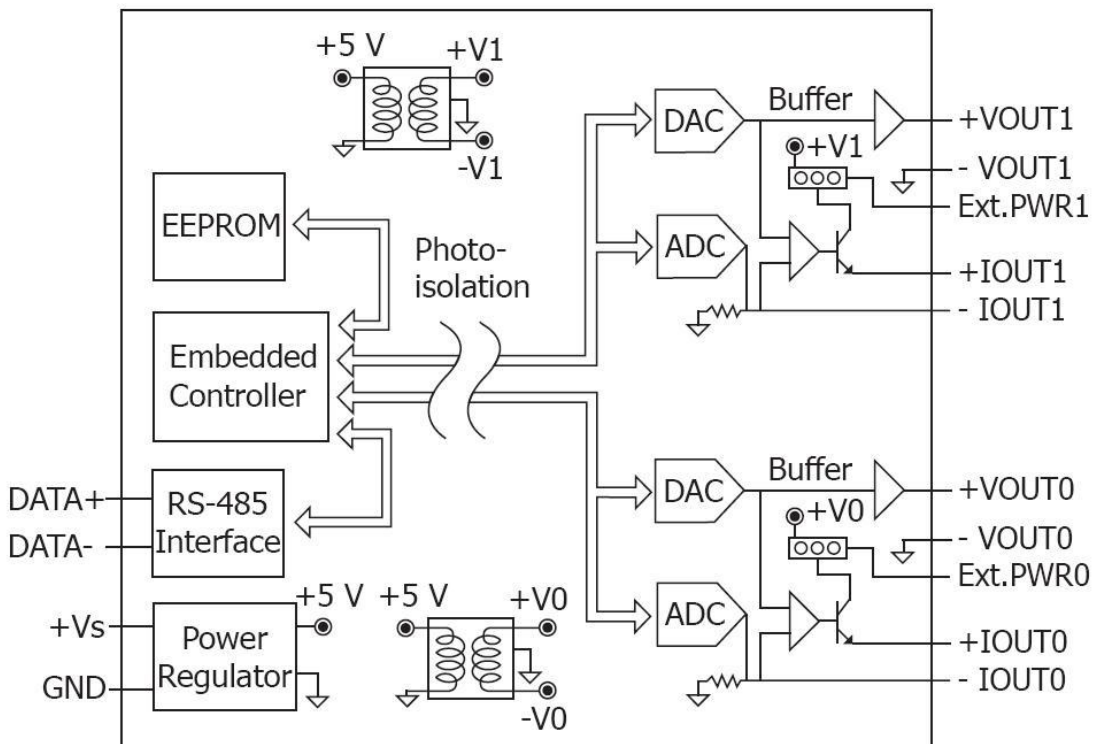 +5 V
+V1
-V1
DAC
Buffer
+VOUT1
+V1
- VOUT1
Ext.PWR1
EEPROM
Photo-
isolation
ADC
+IOUT1
- IOUT1
Embedded
Controller
DAC
Buffer
+VOUT0
+V0
- VOUT0
Ext.PWR0
DATA+
DATA-
RS-485
Interface
ADC
+IOUT0
- IOUT0
+Vs
GND
Power
Regulator
+5 V
+5 V
+V0
-V0